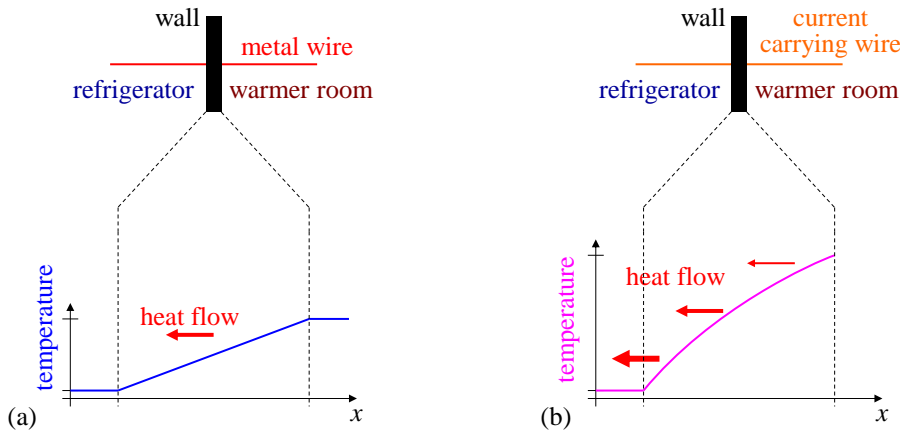 wall
metal wire
refrigerator
warmer room
temperature
heat flow
(a)
x
wall
current
carrying wire
refrigerator
warmer room
temperature
heat flow
(b)
x